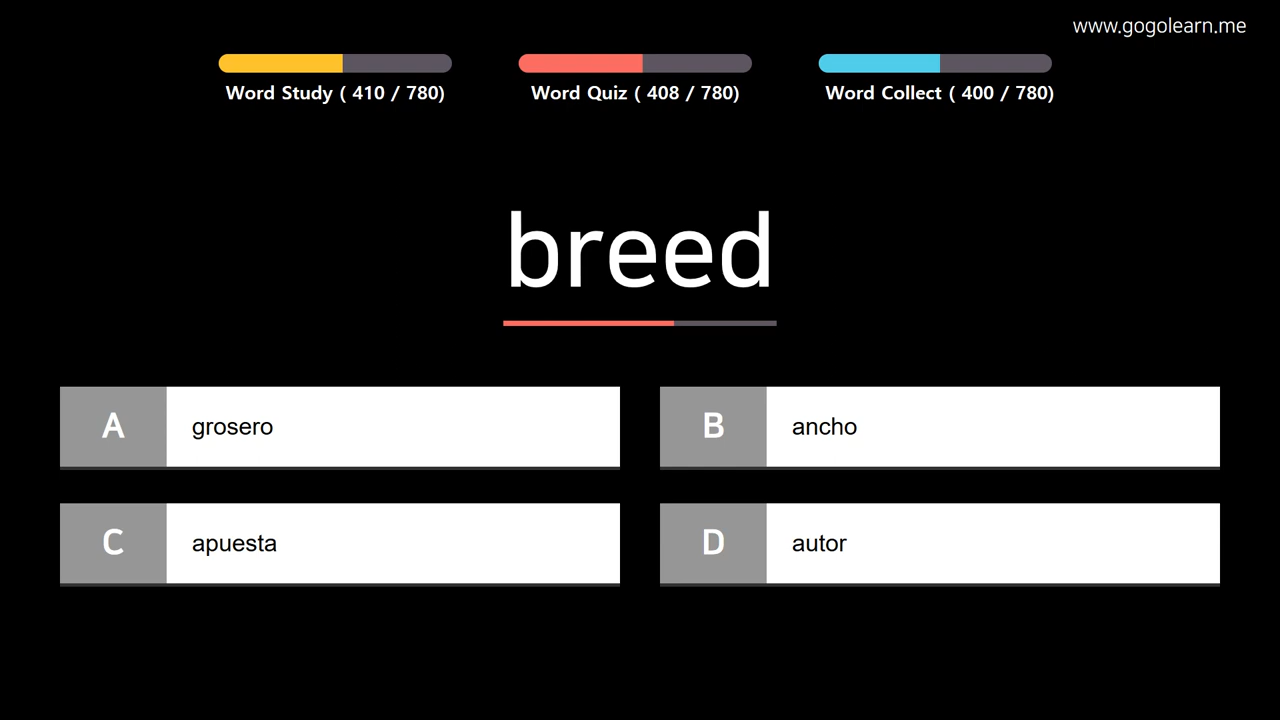 www.gogolearn.me
Word Study ( 410 / 780)
Word Quiz ( 408 / 780)
Word Collect ( 400 / 780)
breed
A grosero
B ancho
C apuesta
D autor